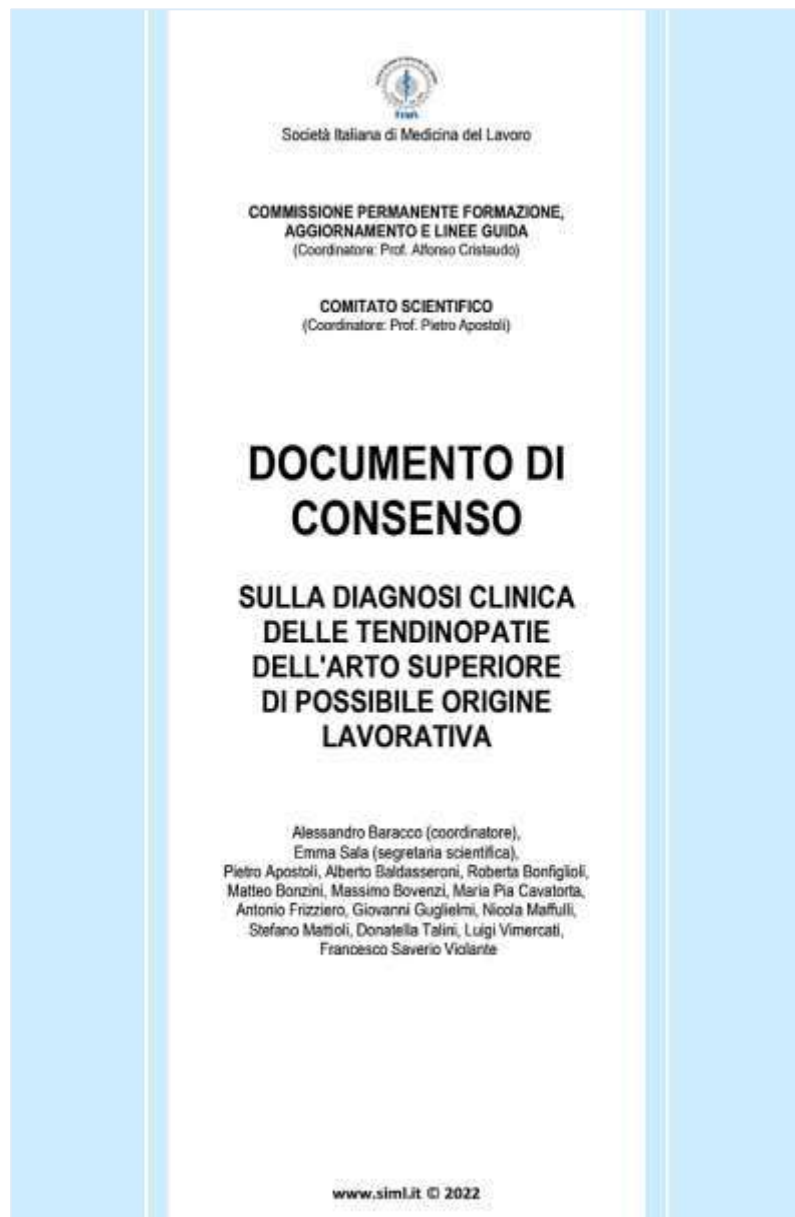 Società Italiana di Medicina del Lavoro
COMMISSIONE PERMANENTE FORMAZIONE,
AGGIORNAMENTO E LINEE GUIDA
(Coordinatore: Prof. Alfonso Cristaudo)
COMITATO SCIENTIFICO
(Coordinatore: Prof. Pietro Apostoli)
DOCUMENTO DI
CONSENSO
SULLA DIAGNOSI CLINICA
DELLE TENDINOPATIE
DELL'ARTO SUPERIORE
DI POSSIBILE ORIGINE
LAVORATIVA
Alessandro Baracco (coordinatore),
Emma Sala (segretaria scientifica),
Pietro Apostoli, Alberto Baldasseroni, Roberta Bonfiglioli,
Matteo Bonzini, Massimo Bovenzi, Maria Pia Cavatorta,
Antonio Frizziero, Giovanni Guglielmi, Nicola Maffulli,
Stefano Mattioli, Donatella Talini, Luigi Vimercati,
Francesco Saverio Violante
www.siml.it © 2022